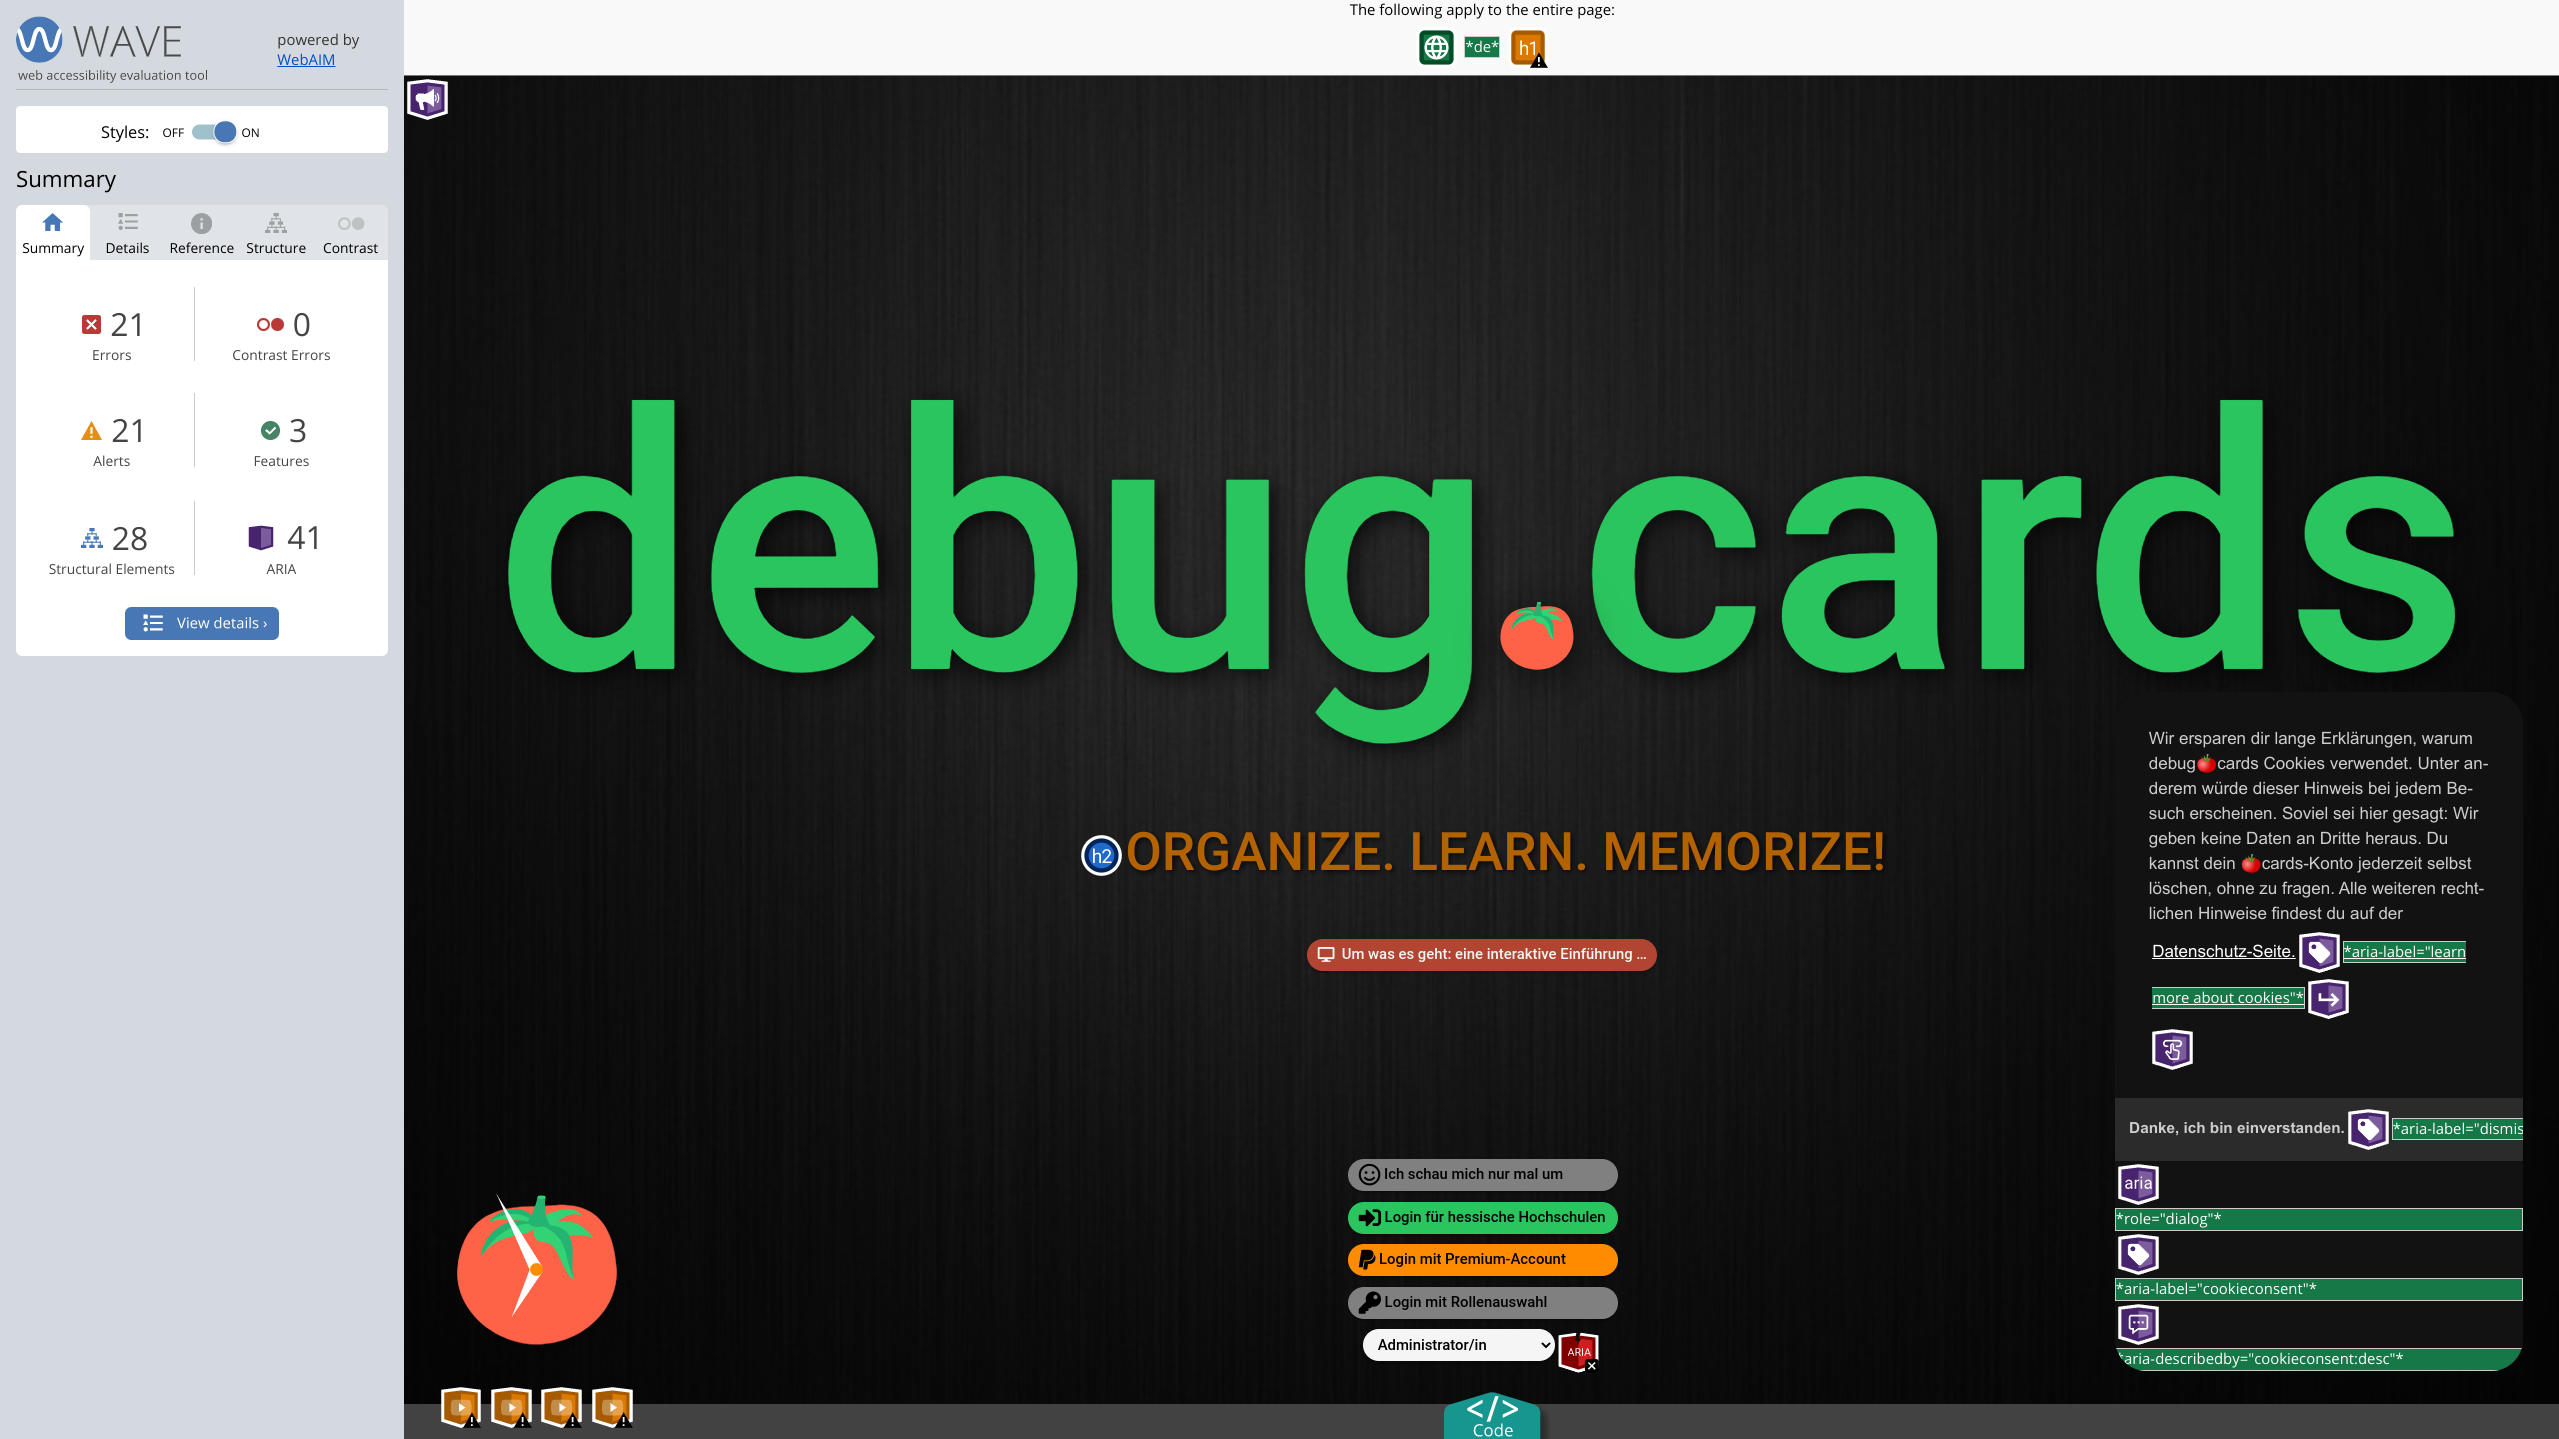 WAVE
powered by
WebAIM
web accessibility evaluation tool
Styles: OFF ON
Summary
Summary Details Reference Structure Contrast
21 0
Errors Contrast Errors
21 3
Alerts Features
28 41
Structural Elements ARIA
View details ›
The following apply to the entire page:
*de* h1
debug.cards
h2 ORGANIZE. LEARN. MEMORIZE!
Um was es geht: eine interaktive Einführung ...
Ich schau mich nur mal um
Login für hessische Hochschulen
Login mit Premium-Account
Login mit Rollenauswahl
Administrator/in ARIA
</> Code
Wir ersparen dir lange Erklärungen, warum
debug🍅cards Cookies verwendet. Unter an-
derem würde dieser Hinweis bei jedem Be-
such erscheinen. Soviel sei hier gesagt: Wir
geben keine Daten an Dritte heraus. Du
kannst dein 🍅cards-Konto jederzeit selbst
löschen, ohne zu fragen. Alle weiteren recht-
lichen Hinweise findest du auf der
Datenschutz-Seite. *aria-label="learn
more about cookies"*
Danke, ich bin einverstanden. *aria-label="dismis
aria
*role="dialog"*
*aria-label="cookieconsent"*
*aria-describedby="cookieconsent:desc"*